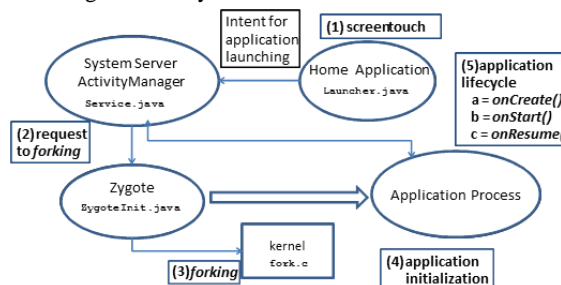 Intent for
application
launching
(1) screentouch
System Server
ActivityManager
Service.java
Home Application
Launcher.java
(5)application
lifecycle
a = onCreate()
b = onStart()
c = onResume(
(2)request
to forking
Zygote
ZygoteInit.java
Application Process
kernel
fork.c
(3)forking
(4)application
initialization